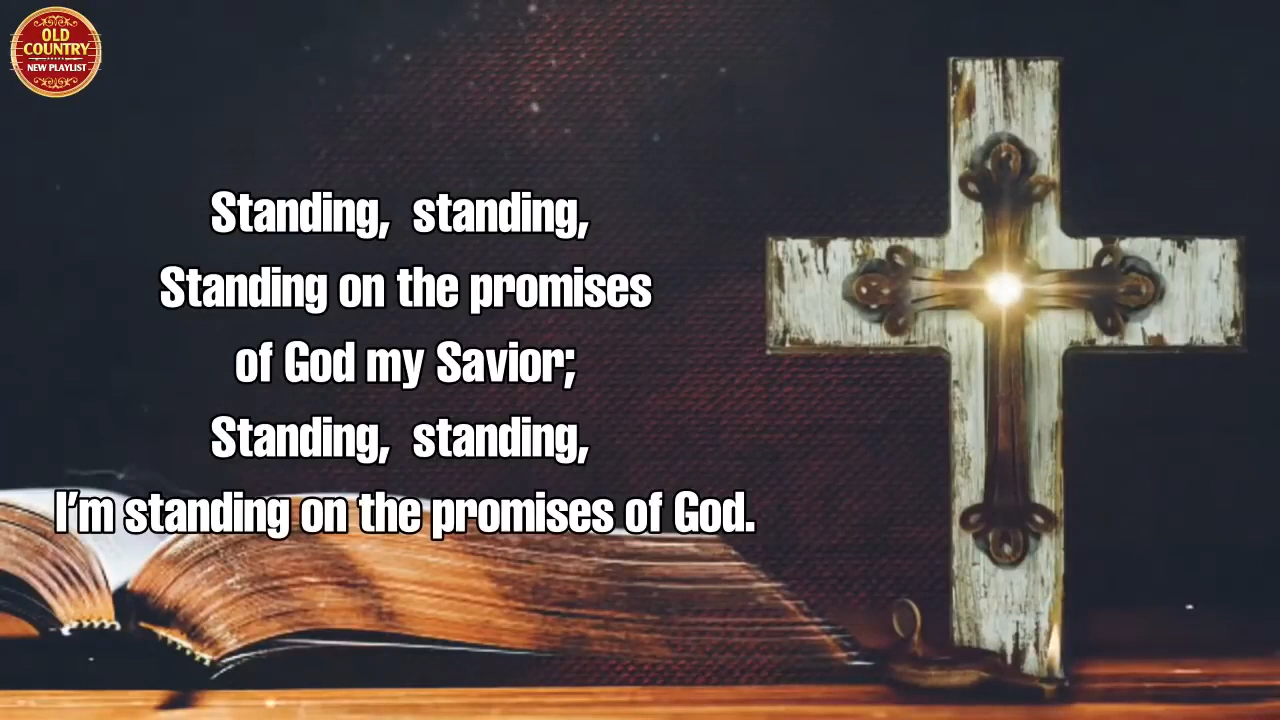 OLD
COUNTRY
NEW PLAYLIST
Standing, standing,
Standing on the promises
of God my Savior;
Standing, standing,
I'm standing on the promises of God.